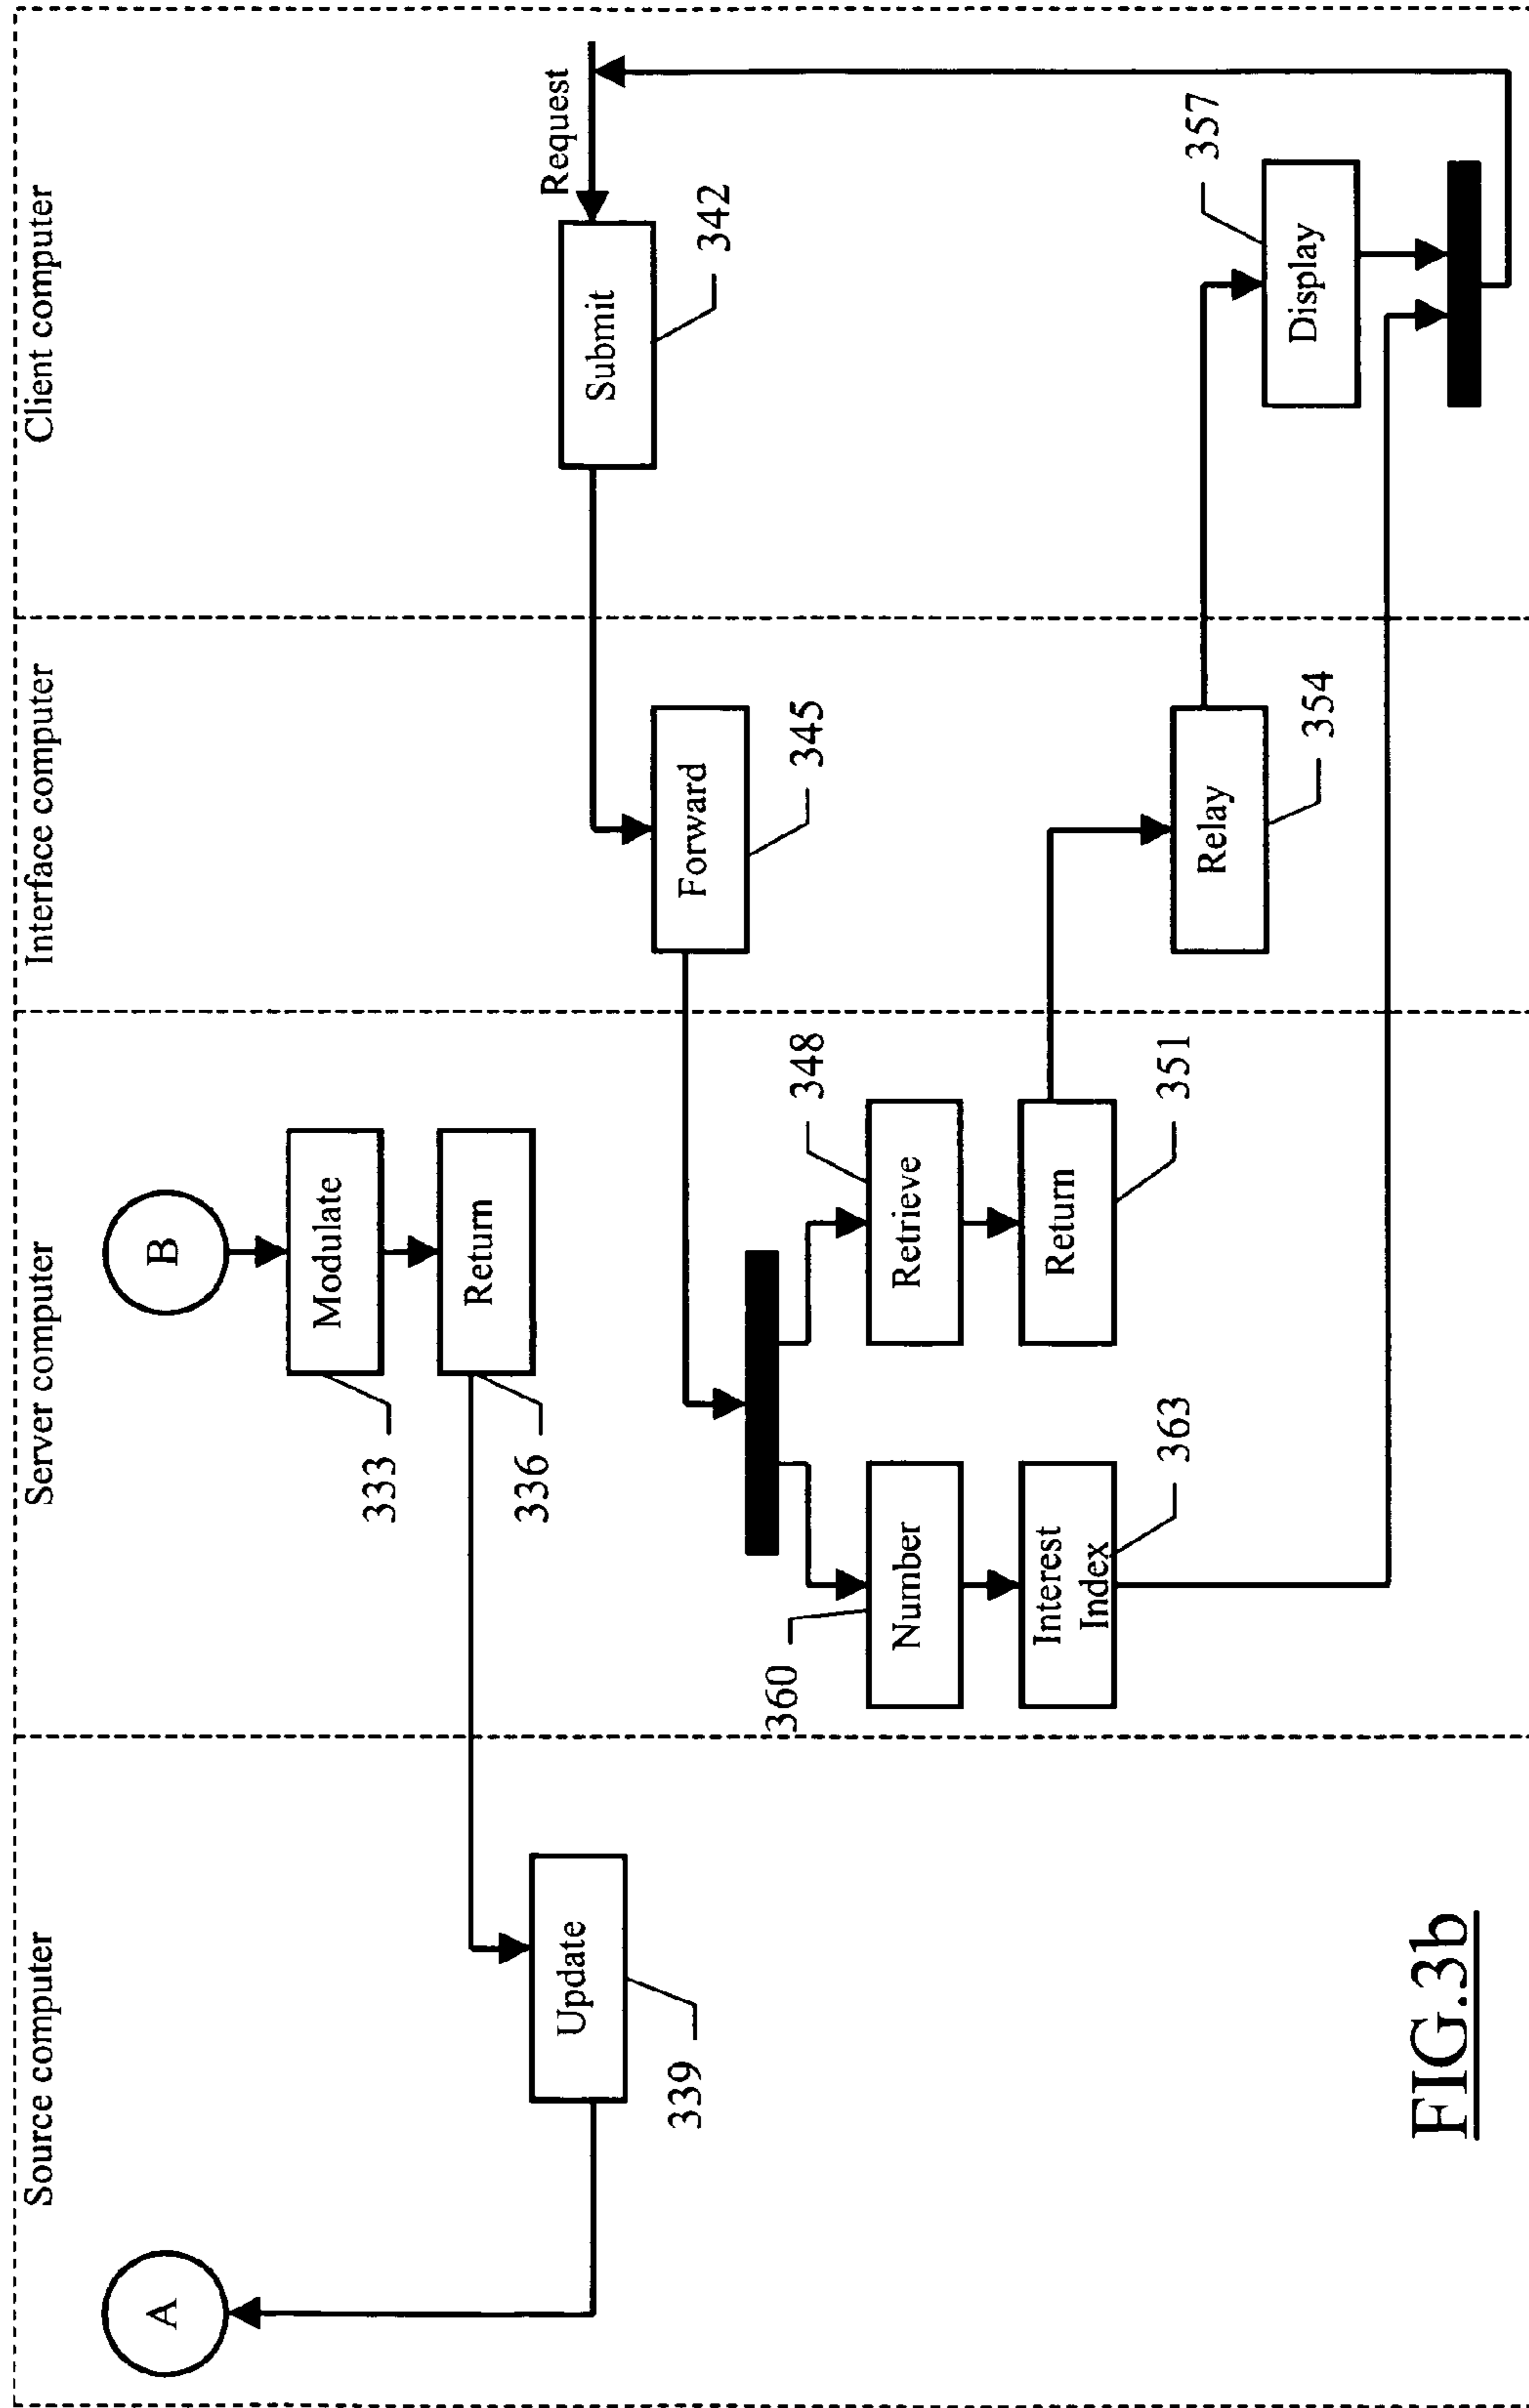 Source computer
Server computer
Interface computer
Client computer
A
B
Modulate
333
Return
336
Update
339
Request
Submit
342
Forward
345
Number
360
Retrieve
348
Interest
Index
363
Return
351
Relay
354
Display
357
FIG.3b